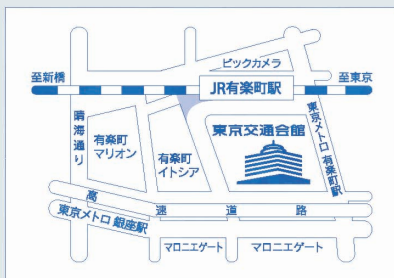 ビックカメラ
至新橋
JR有楽町駅
至東京
晴海通り
有楽町
マリオン
有楽町
イトシア
東京交通会館
東京メトロ 有楽町駅
高速道路
東京メトロ 銀座駅
マロニエゲート
マロニエゲート